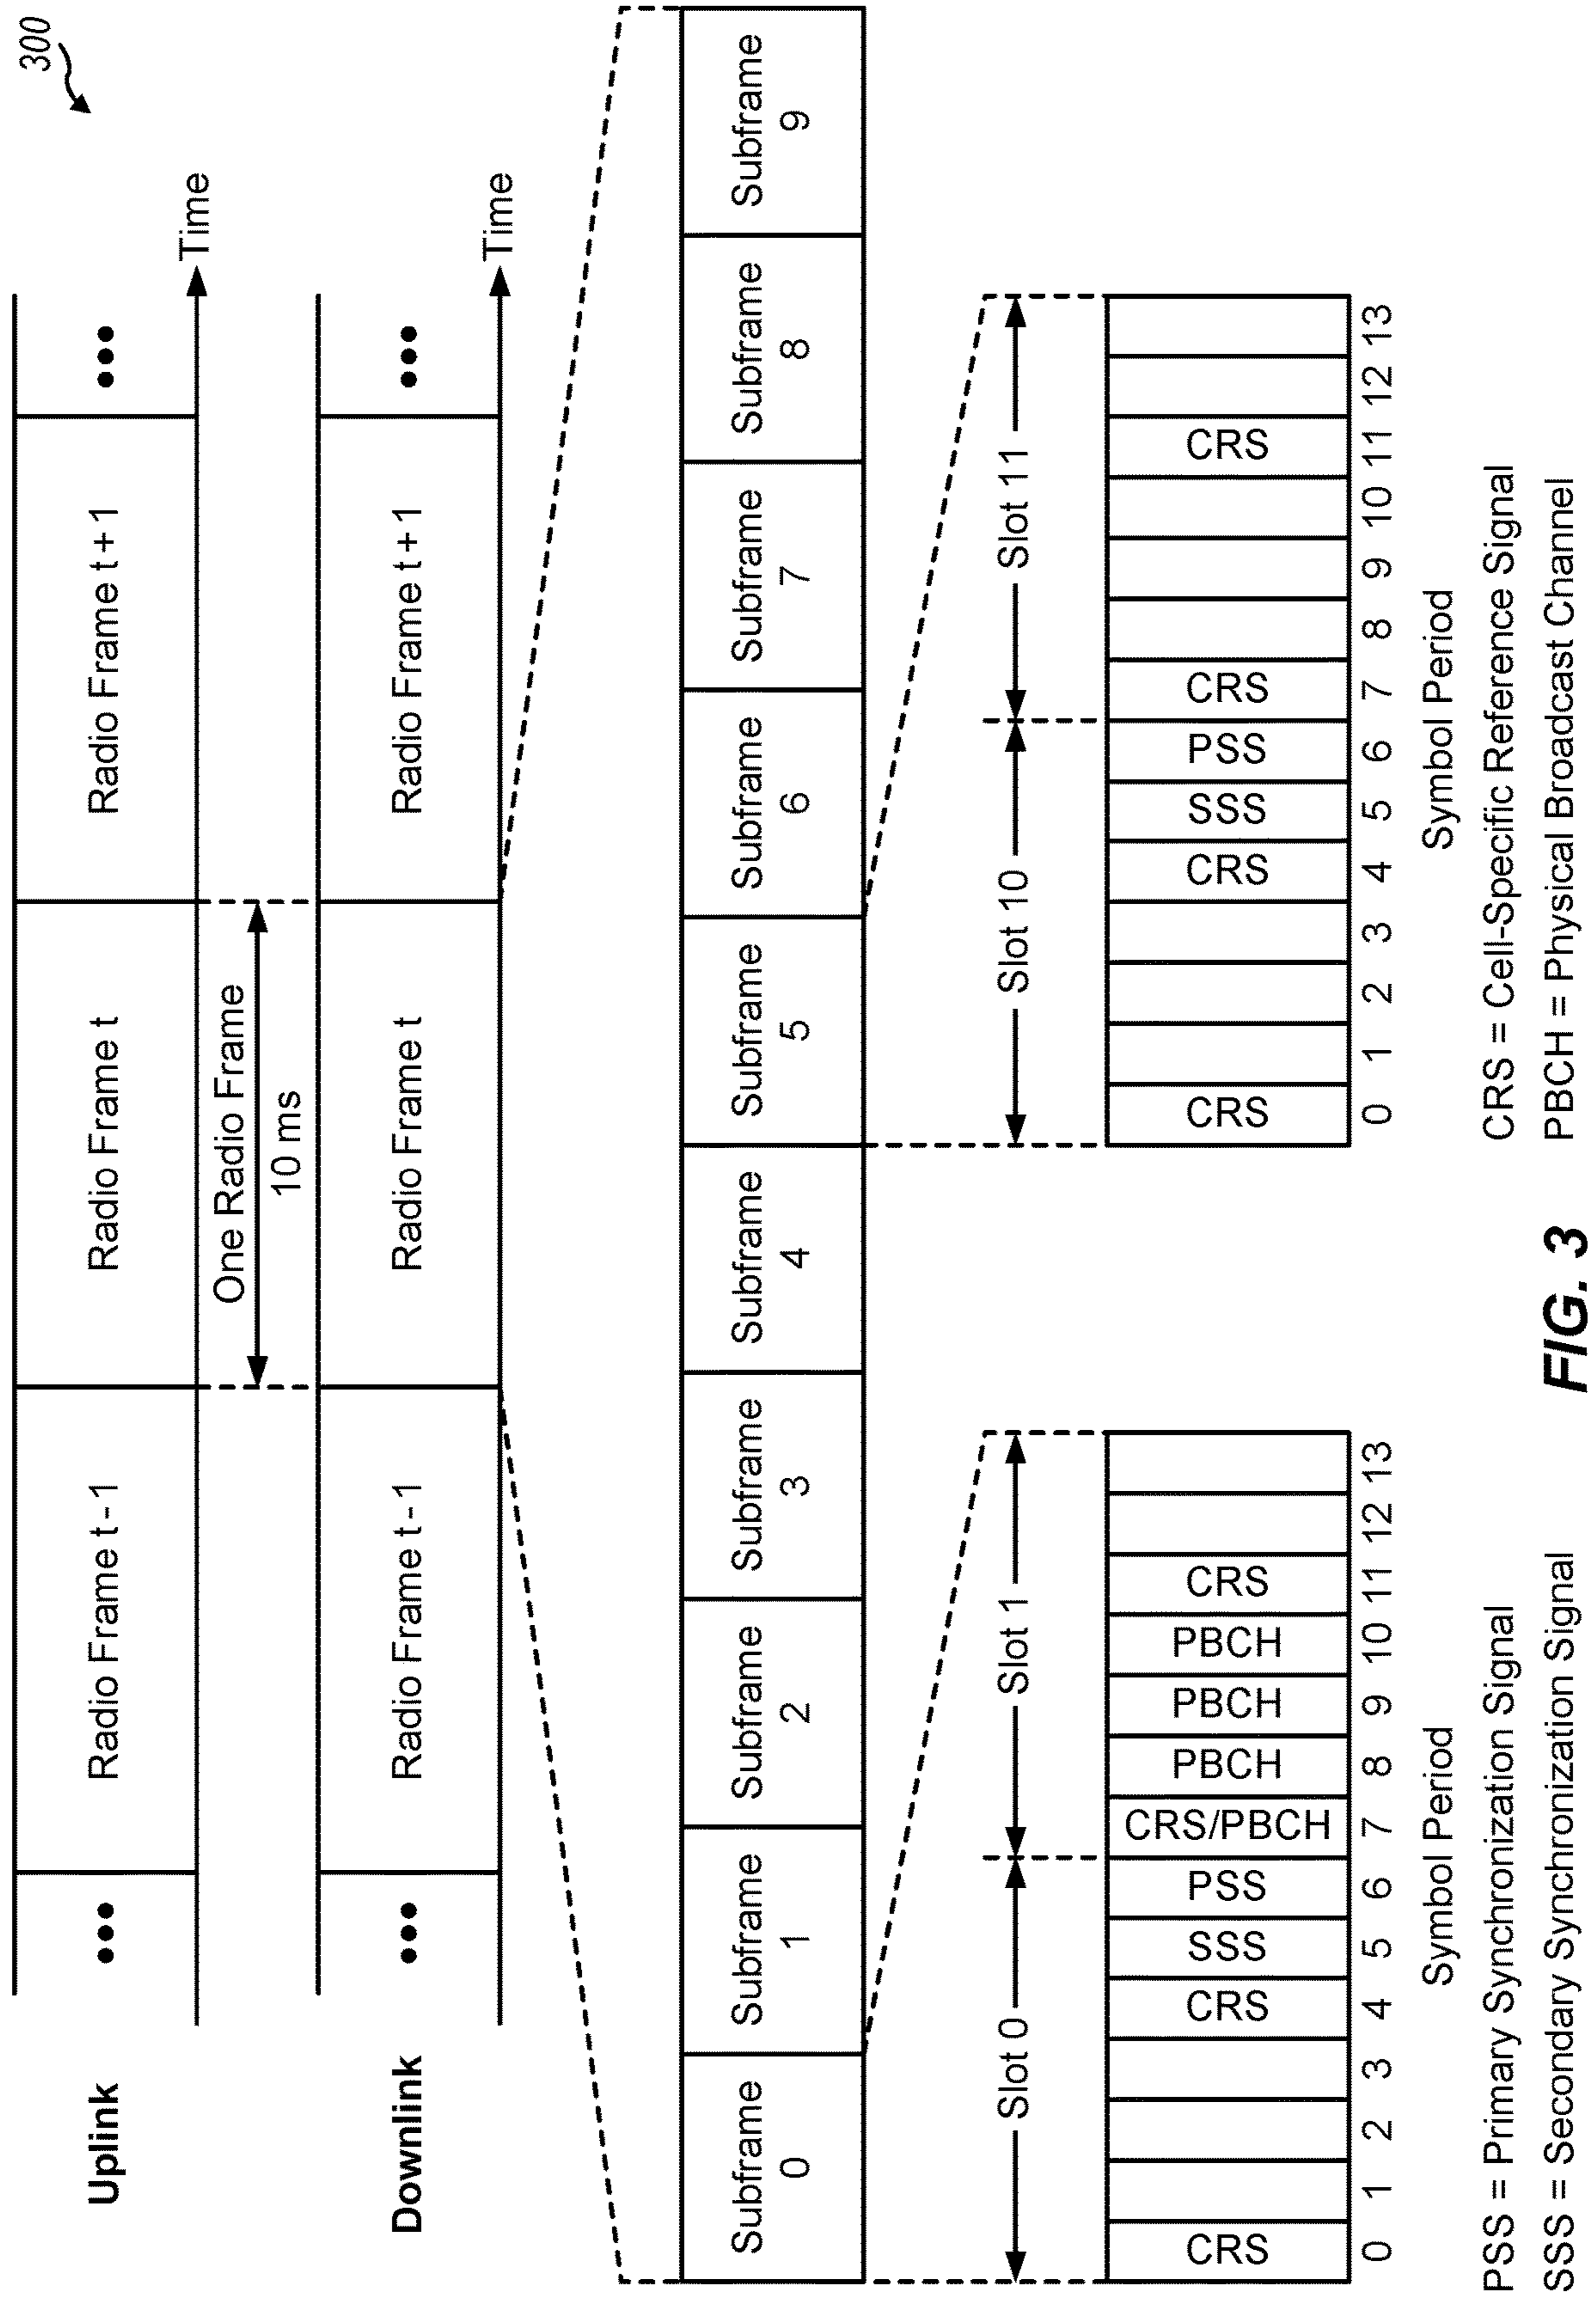 300
Uplink
••• Radio Frame t - 1 Radio Frame t Radio Frame t + 1 •••
Time
One Radio Frame
10 ms
Downlink
••• Radio Frame t - 1 Radio Frame t Radio Frame t + 1 •••
Time
Subframe Subframe Subframe Subframe Subframe Subframe Subframe Subframe Subframe Subframe
0 1 2 3 4 5 6 7 8 9
Slot 0 Slot 1
CRS CRS SSS PSS CRS/PBCH PBCH PBCH PBCH CRS
0 1 2 3 4 5 6 7 8 9 10 11 12 13
Symbol Period
Slot 10 Slot 11
CRS CRS SSS PSS CRS CRS
0 1 2 3 4 5 6 7 8 9 10 11 12 13
Symbol Period
PSS = Primary Synchronization Signal
SSS = Secondary Synchronization Signal
CRS = Cell-Specific Reference Signal
PBCH = Physical Broadcast Channel
FIG. 3